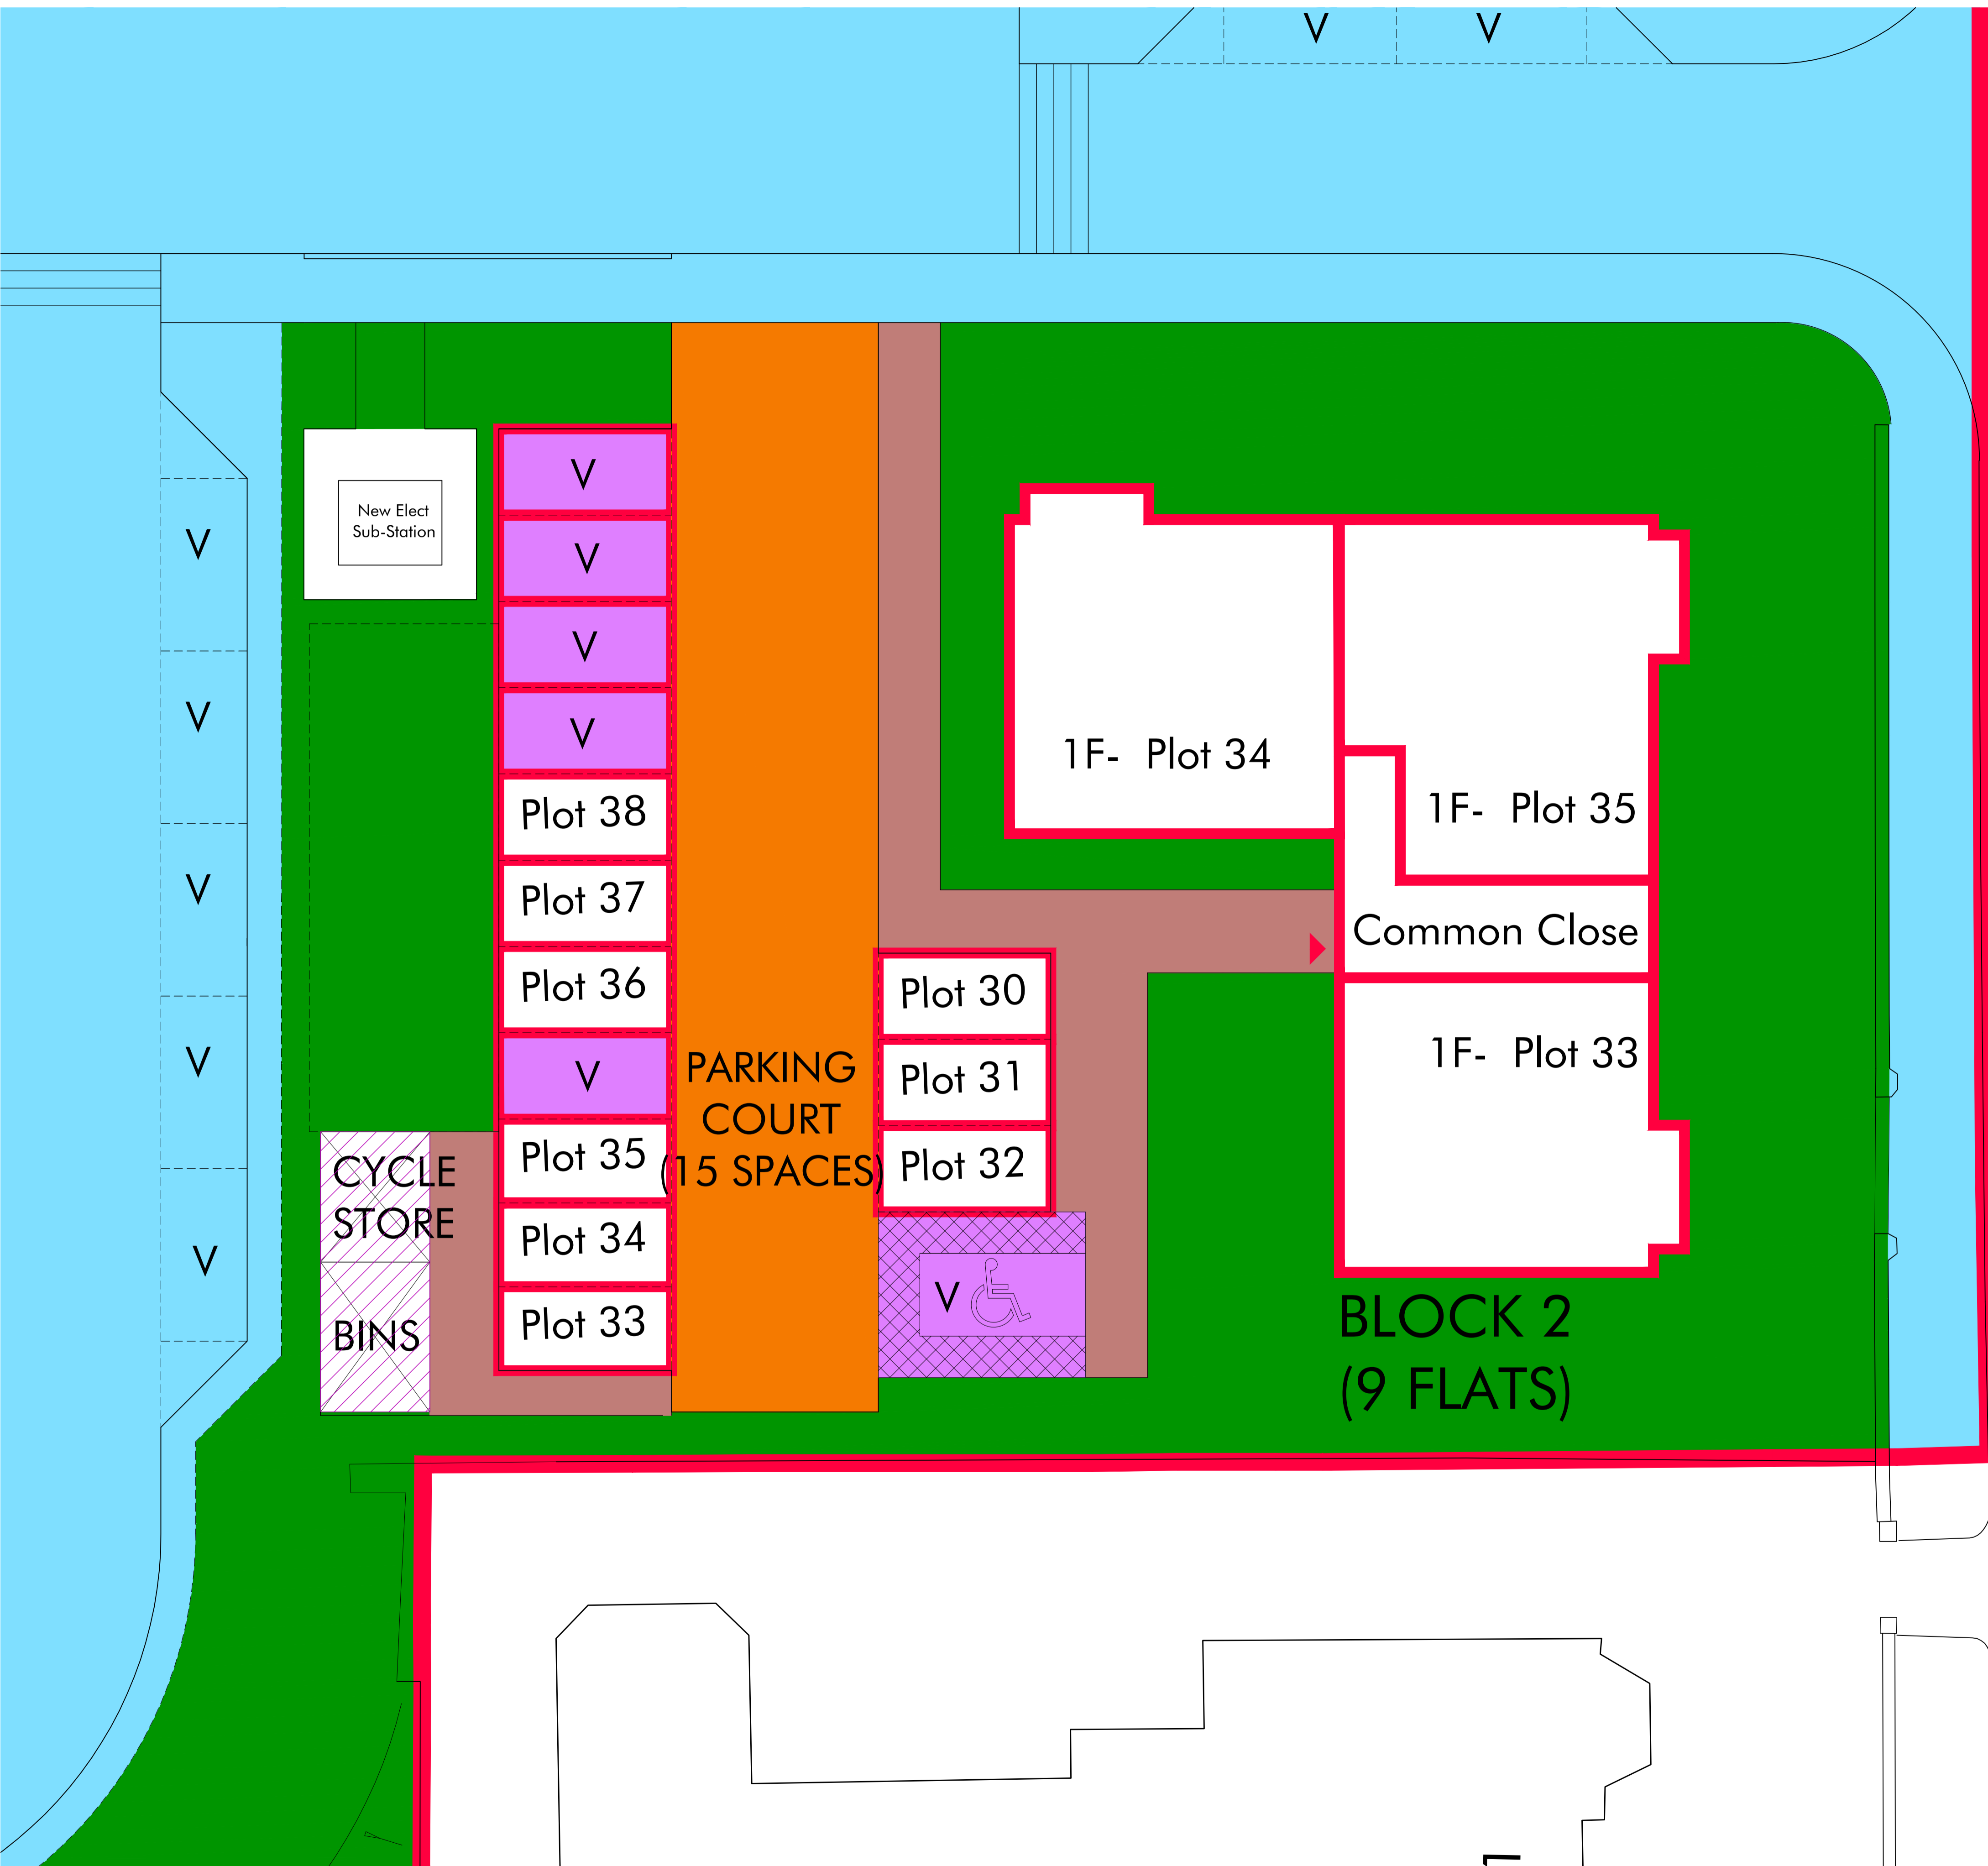 V
V
New Elect
Sub-Station
V
V
V
V
Plot 38
Plot 37
Plot 36
V
Plot 35
Plot 34
Plot 33
V
V
V
V
V
CYCLE
STORE
BINS
PARKING
COURT
(15 SPACES)
Plot 30
Plot 31
Plot 32
V
1F- Plot 34
1F- Plot 35
Common Close
1F- Plot 33
BLOCK 2
(9 FLATS)